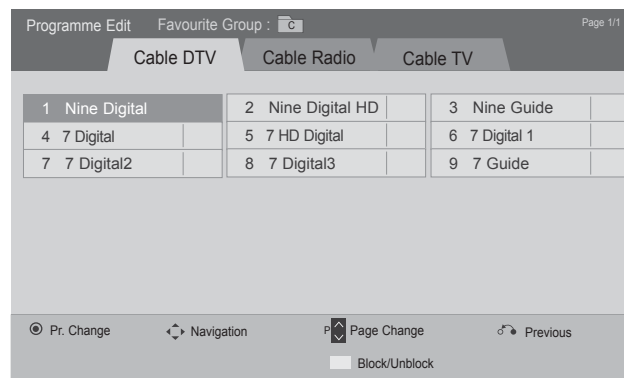 Programme Edit Favourite Group : C Page 1/1
Cable DTV Cable Radio Cable TV
1 Nine Digital 2 Nine Digital HD 3 Nine Guide
4 7 Digital 5 7 HD Digital 6 7 Digital 1
7 7 Digital2 8 7 Digital3 9 7 Guide
Pr. Change Navigation P Page Change Previous
Block/Unblock